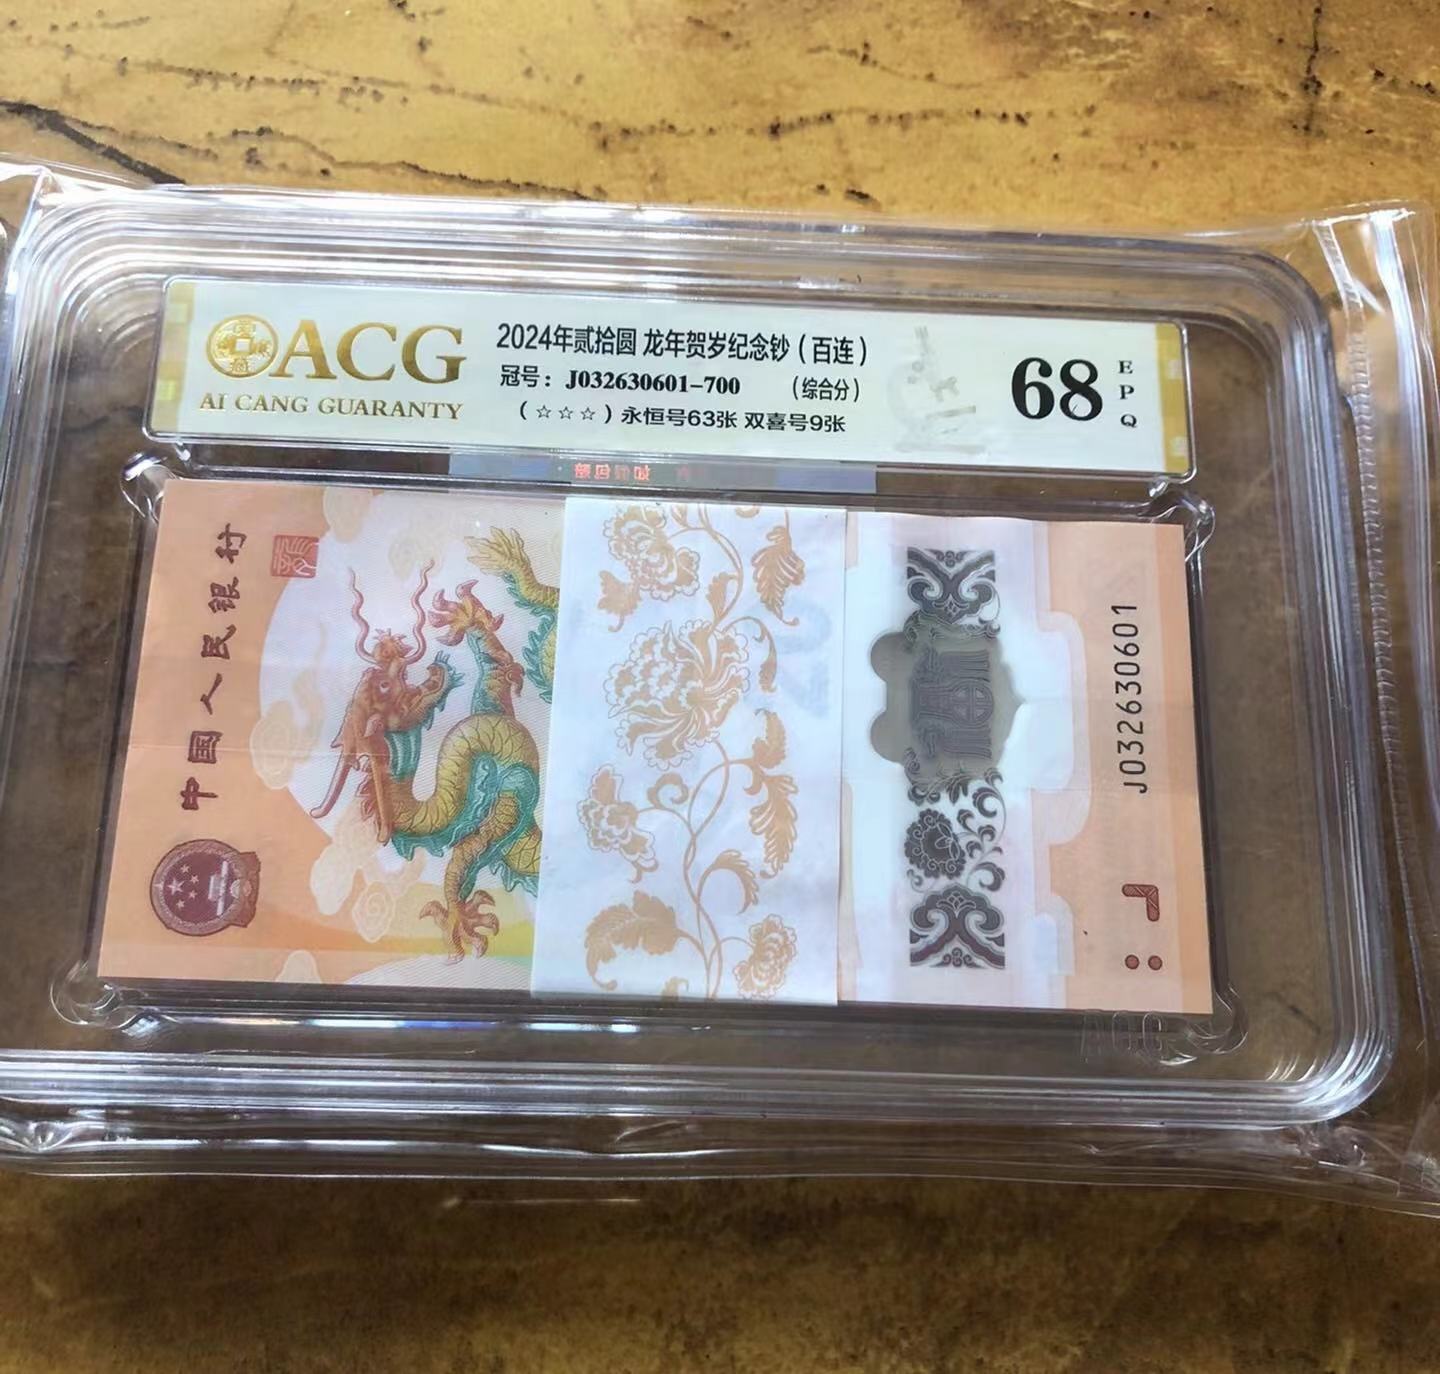 ACG
AI CANG GUARANTY
2024年贰拾圆 龙年贺岁纪念钞（百连）
冠号：J032630601-700 （综合分）
（☆☆☆）永恒号63张 双喜号9张
68
EPQ
中国人民银行
J032630601
ACG